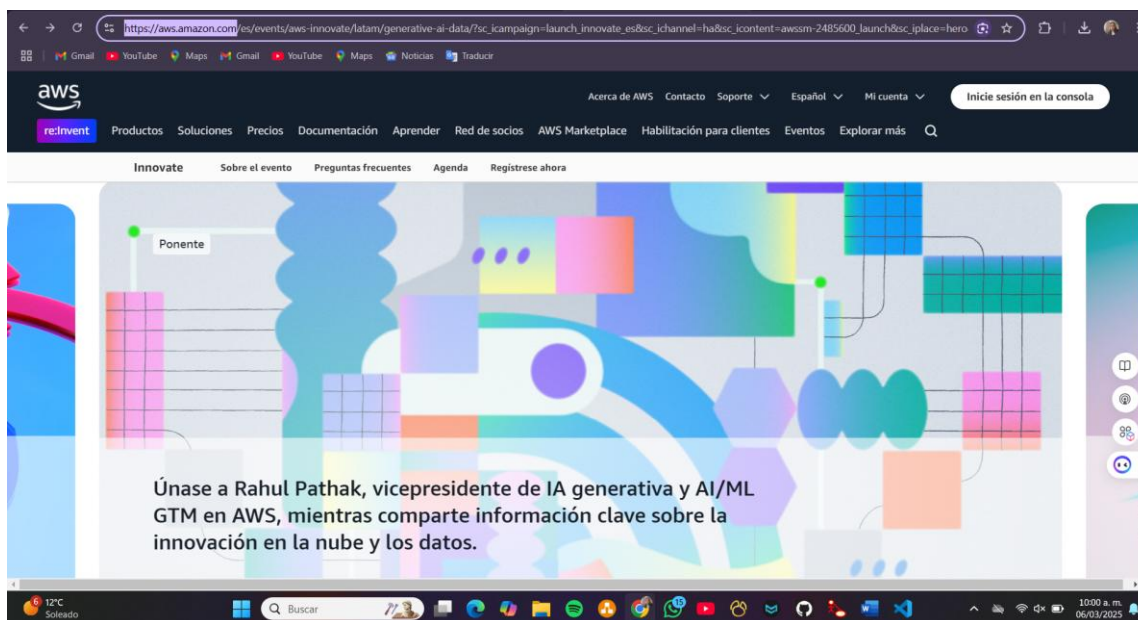 https://aws.amazon.com/es/events/aws-innovate/latam/generative-ai-data/?sc_icampaign=launch_innovate_es&sc_ichannel=ha&sc_icontent=awssm-2485600_launch&sc_iplace=hero
Gmail YouTube Maps Gmail YouTube Maps Noticias Traducir
aws
Acerca de AWS Contacto Soporte Español Mi cuenta Inicie sesión en la consola
re:Invent Productos Soluciones Precios Documentación Aprender Red de socios AWS Marketplace Habilitación para clientes Eventos Explorar más
Innovate Sobre el evento Preguntas frecuentes Agenda Regístrese ahora
Ponente
Únase a Rahul Pathak, vicepresidente de IA generativa y AI/ML
GTM en AWS, mientras comparte información clave sobre la
innovación en la nube y los datos.
6 12°C
Soleado
Buscar
15
10:00 a. m.
06/03/2025